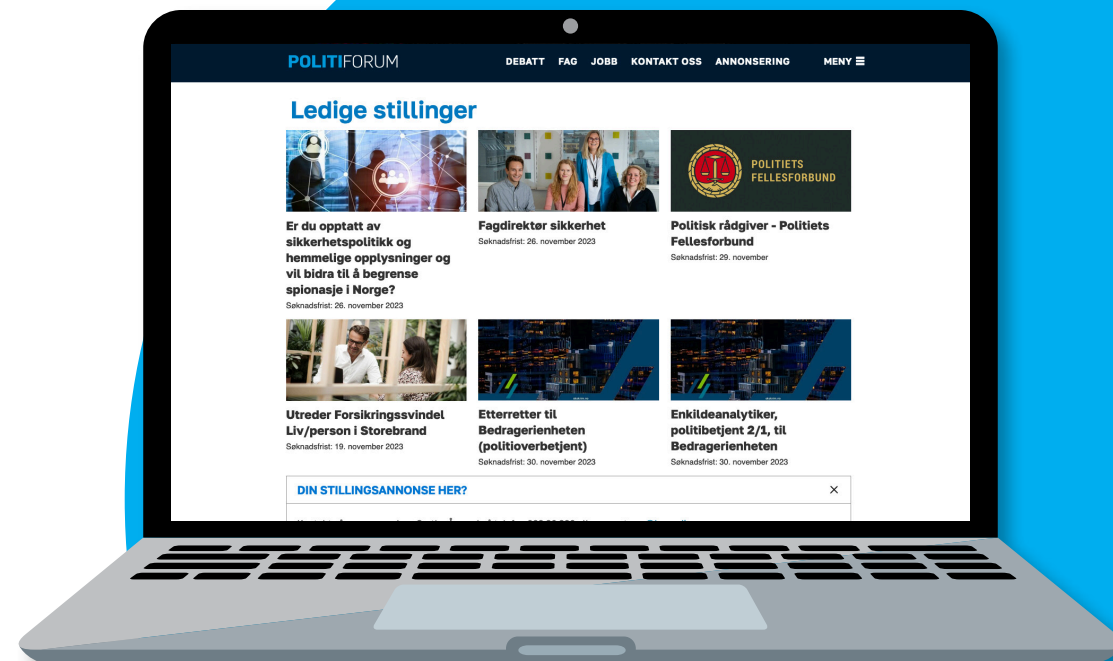 POLITIFORUM
DEBATT FAG JOBB KONTAKT OSS ANNONSERING MENY
Ledige stillinger
POLITIETS
FELLESFORBUND
Er du opptatt av
sikkerhetspolitikk og
hemmelige opplysninger og
vil bidra til å begrense
spionasje i Norge?
Søknadsfrist: 26. november 2023
Fagdirektør sikkerhet
Søknadsfrist: 26. november 2023
Politisk rådgiver - Politiets
Fellesforbund
Søknadsfrist: 29. november
Utreder Forsikringssvindel
Liv/person i Storebrand
Søknadsfrist: 19. november 2023
Etterretter til
Bedragerienheten
(politioverbetjent)
Søknadsfrist: 30. november 2023
Enkildeanalytiker,
politibetjent 2/1, til
Bedragerienheten
Søknadsfrist: 30. november 2023
DIN STILLINGSANNONSE HER?